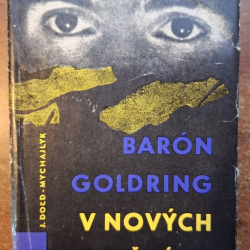 J. DOLD-MYCHAJLYK
BARÓN
GOLDRING
V NOVÝCH